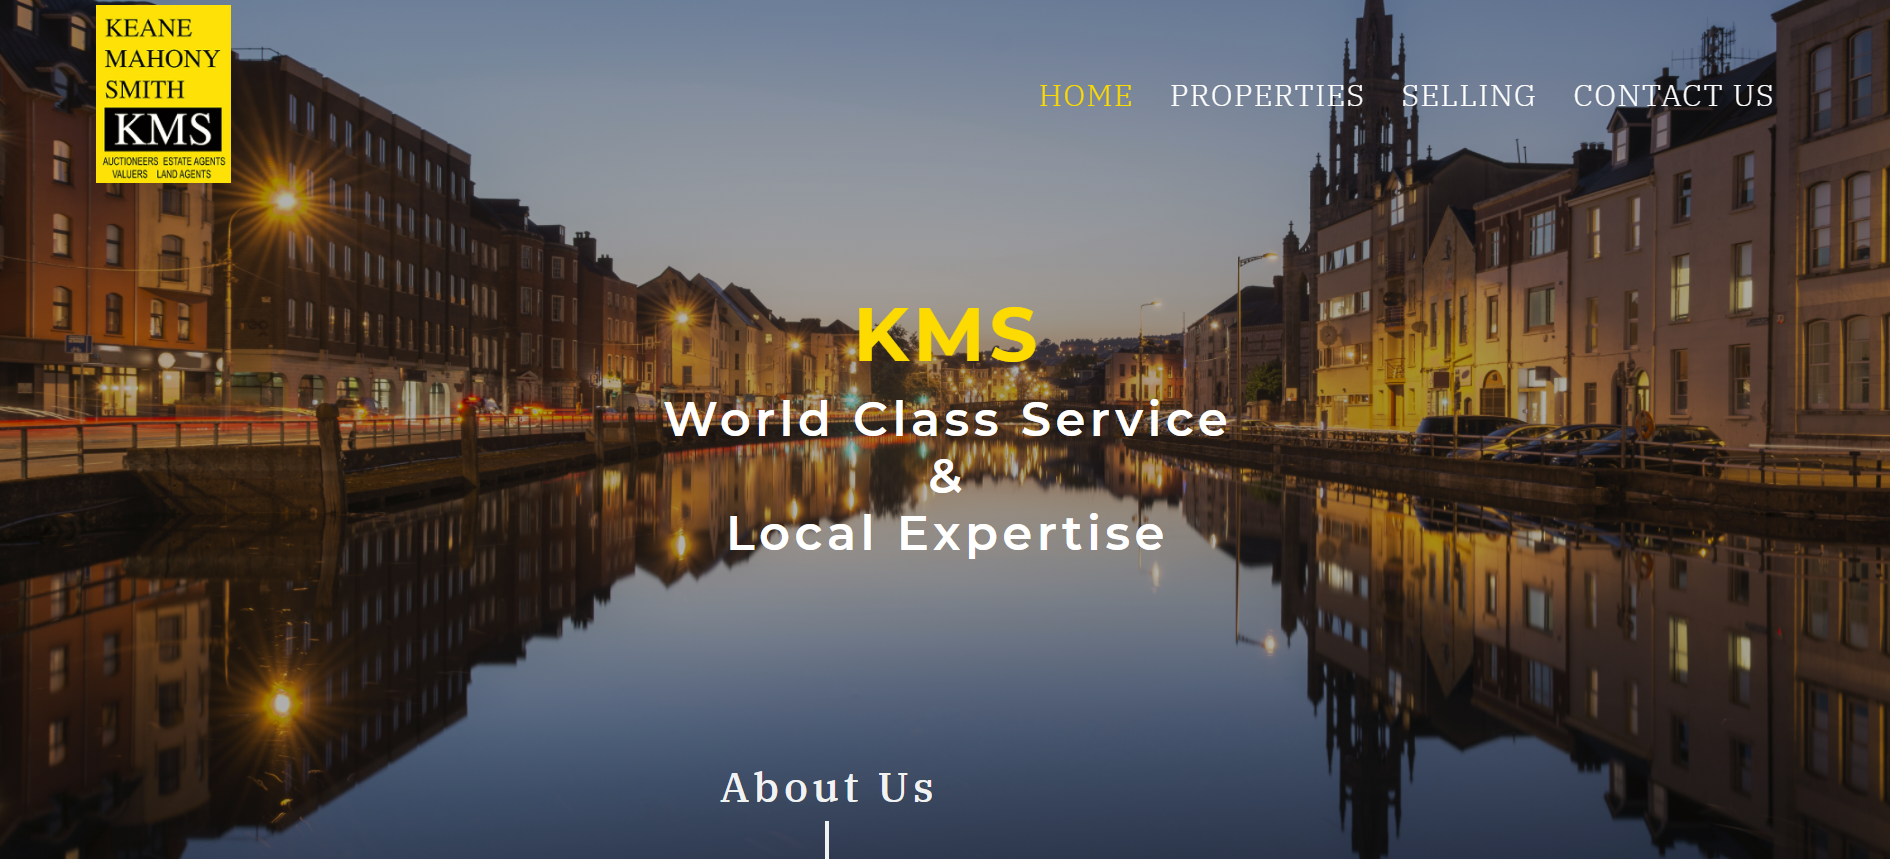 KEANE
MAHONY
SMITH
KMS
AUCTIONEERS ESTATE AGENTS
VALUERS LAND AGENTS
HOME PROPERTIES SELLING CONTACT US
KMS
World Class Service
&
Local Expertise
About Us